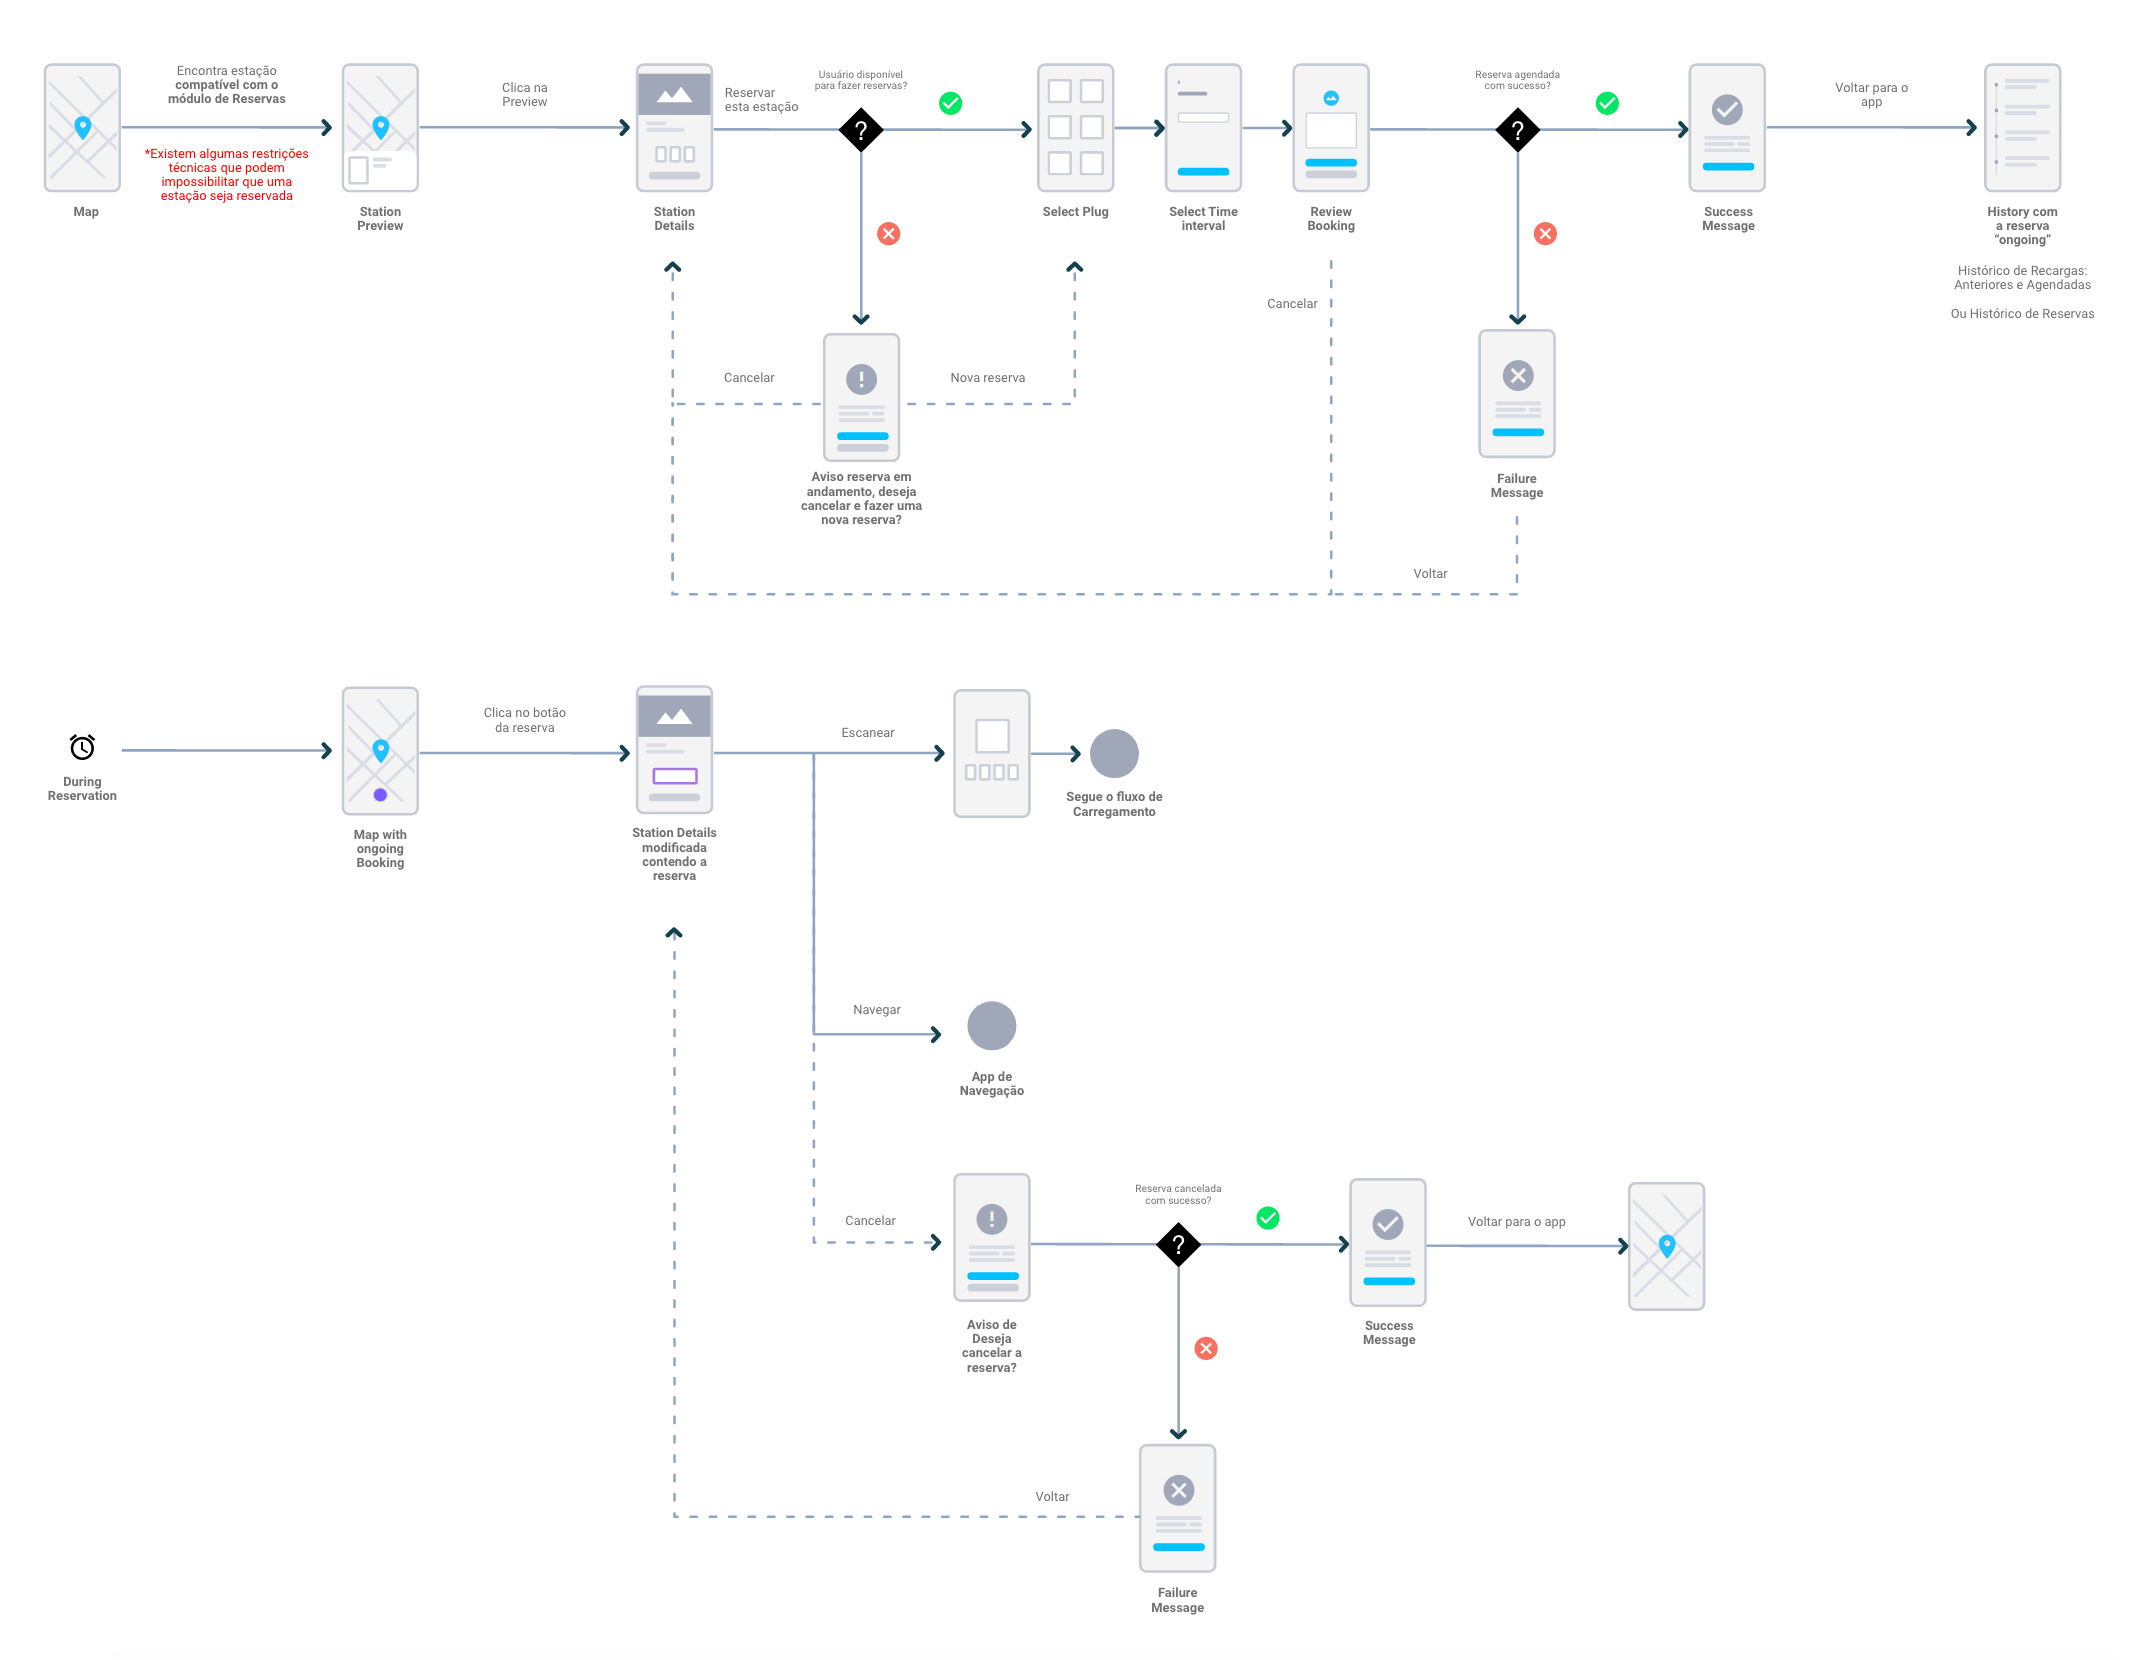 Encontra estação
compatível com o
módulo de Reservas
*Existem algumas restrições
técnicas que podem
impossibilitar que uma
estação seja reservada
Clica na
Preview
Reservar
esta estação
Usuário disponível
para fazer reservas?
?
Reserva agendada
com sucesso?
?
Voltar para o
app
Map
Station
Preview
Station
Details
Select Plug
Select Time
interval
Review
Booking
Success
Message
History com
a reserva
“ongoing”
Histórico de Recargas:
Anteriores e Agendadas
Ou Histórico de Reservas
Cancelar
Cancelar
Nova reserva
Aviso reserva em
andamento, deseja
cancelar e fazer uma
nova reserva?
Failure
Message
Voltar
During
Reservation
Clica no botão
da reserva
Map with
ongoing
Booking
Station Details
modificada
contendo a
reserva
Escanear
Segue o fluxo de
Carregamento
Navegar
App de
Navegação
Cancelar
Aviso de
Deseja
cancelar a
reserva?
Reserva cancelada
com sucesso?
?
Success
Message
Voltar para o app
Voltar
Failure
Message